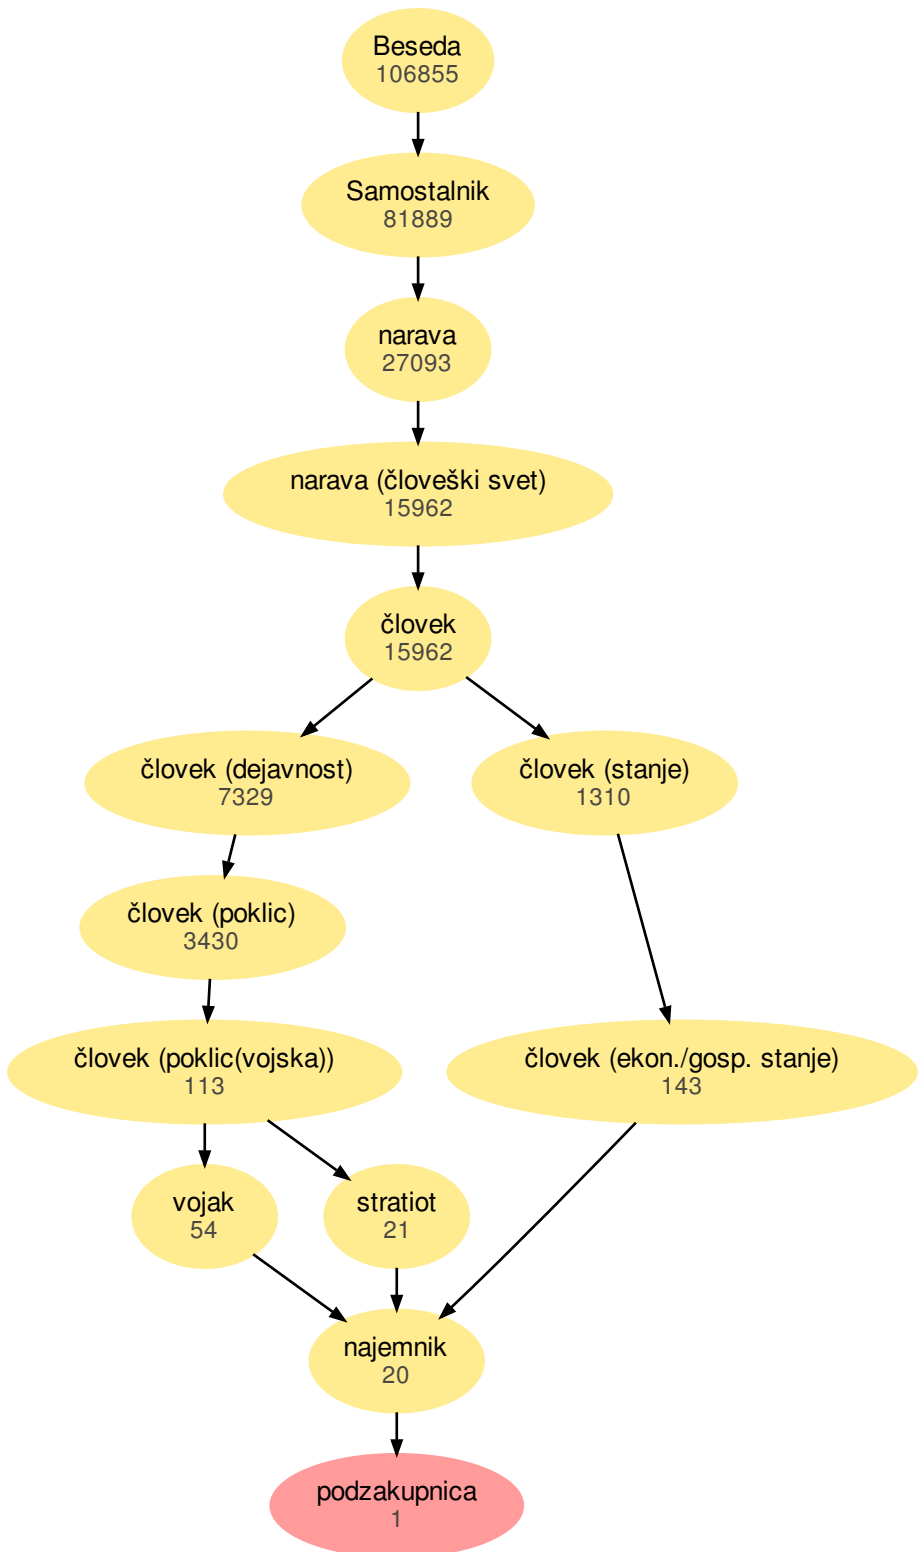 Beseda
106855
Samostalnik
81889
narava
27093
narava (človeški svet)
15962
človek
15962
človek (dejavnost)
7329
človek (stanje)
1310
človek (poklic)
3430
človek (poklic(vojska))
113
človek (ekon./gosp. stanje)
143
vojak
54
stratiot
21
najemnik
20
podzakupnica
1